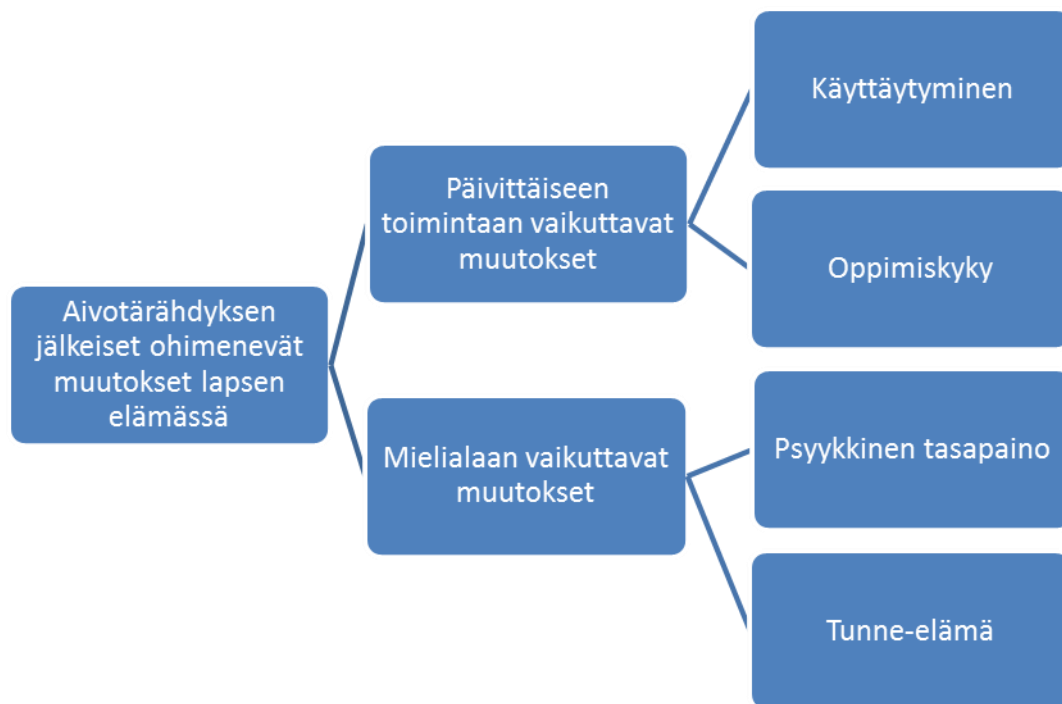 Aivotärähdyksen
jälkeiset ohimenevät
muutokset lapsen
elämässä
Päivittäiseen
toimintaan vaikuttavat
muutokset
Käyttäytyminen
Oppimiskyky
Mielialaan vaikuttavat
muutokset
Psyykkinen tasapaino
Tunne-elämä